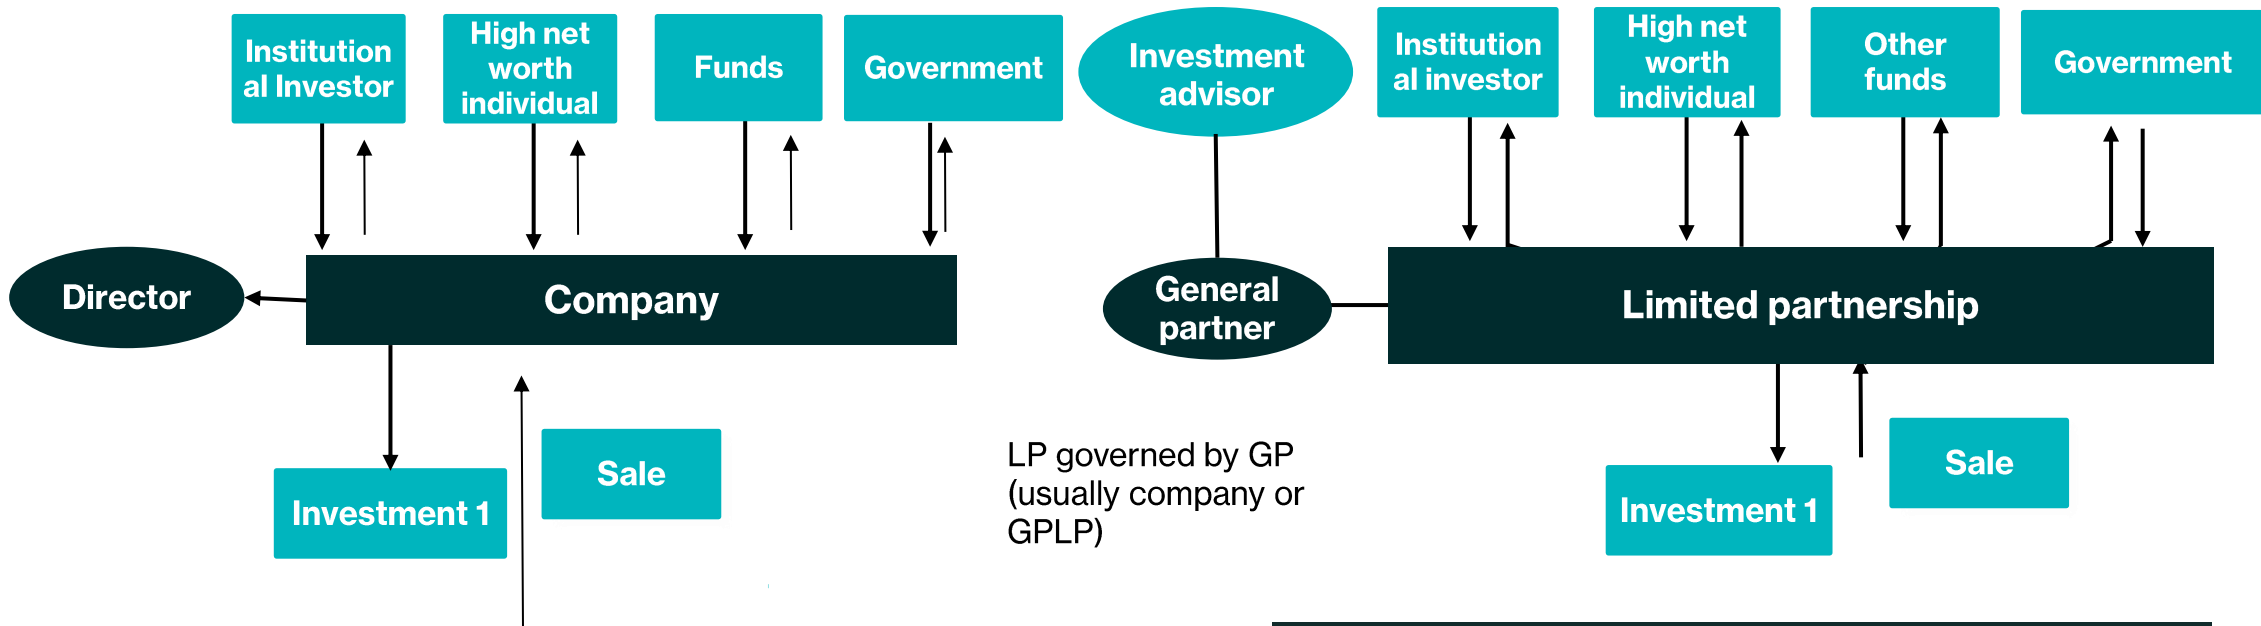 Institution
al Investor
High net
worth
individual
Funds
Government
Director
Company
Investment 1
Sale
Investment
advisor
Institution
al investor
High net
worth
individual
Other
funds
Government
General
partner
Limited partnership
LP governed by GP
(usually company or
GPLP)
Investment 1
Sale